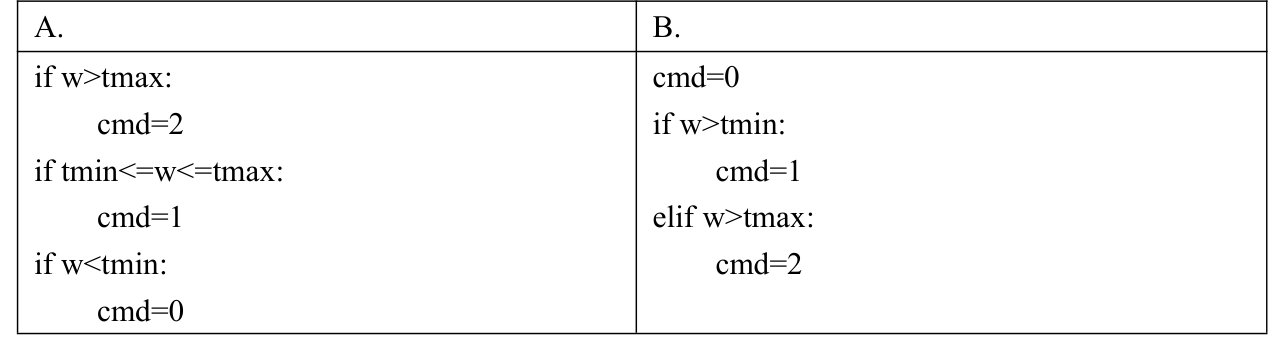 A.
if w>tmax:
cmd=2
if tmin<=w<=tmax:
cmd=1
if w<tmin:
cmd=0
B.
cmd=0
if w>tmin:
cmd=1
elif w>tmax:
cmd=2